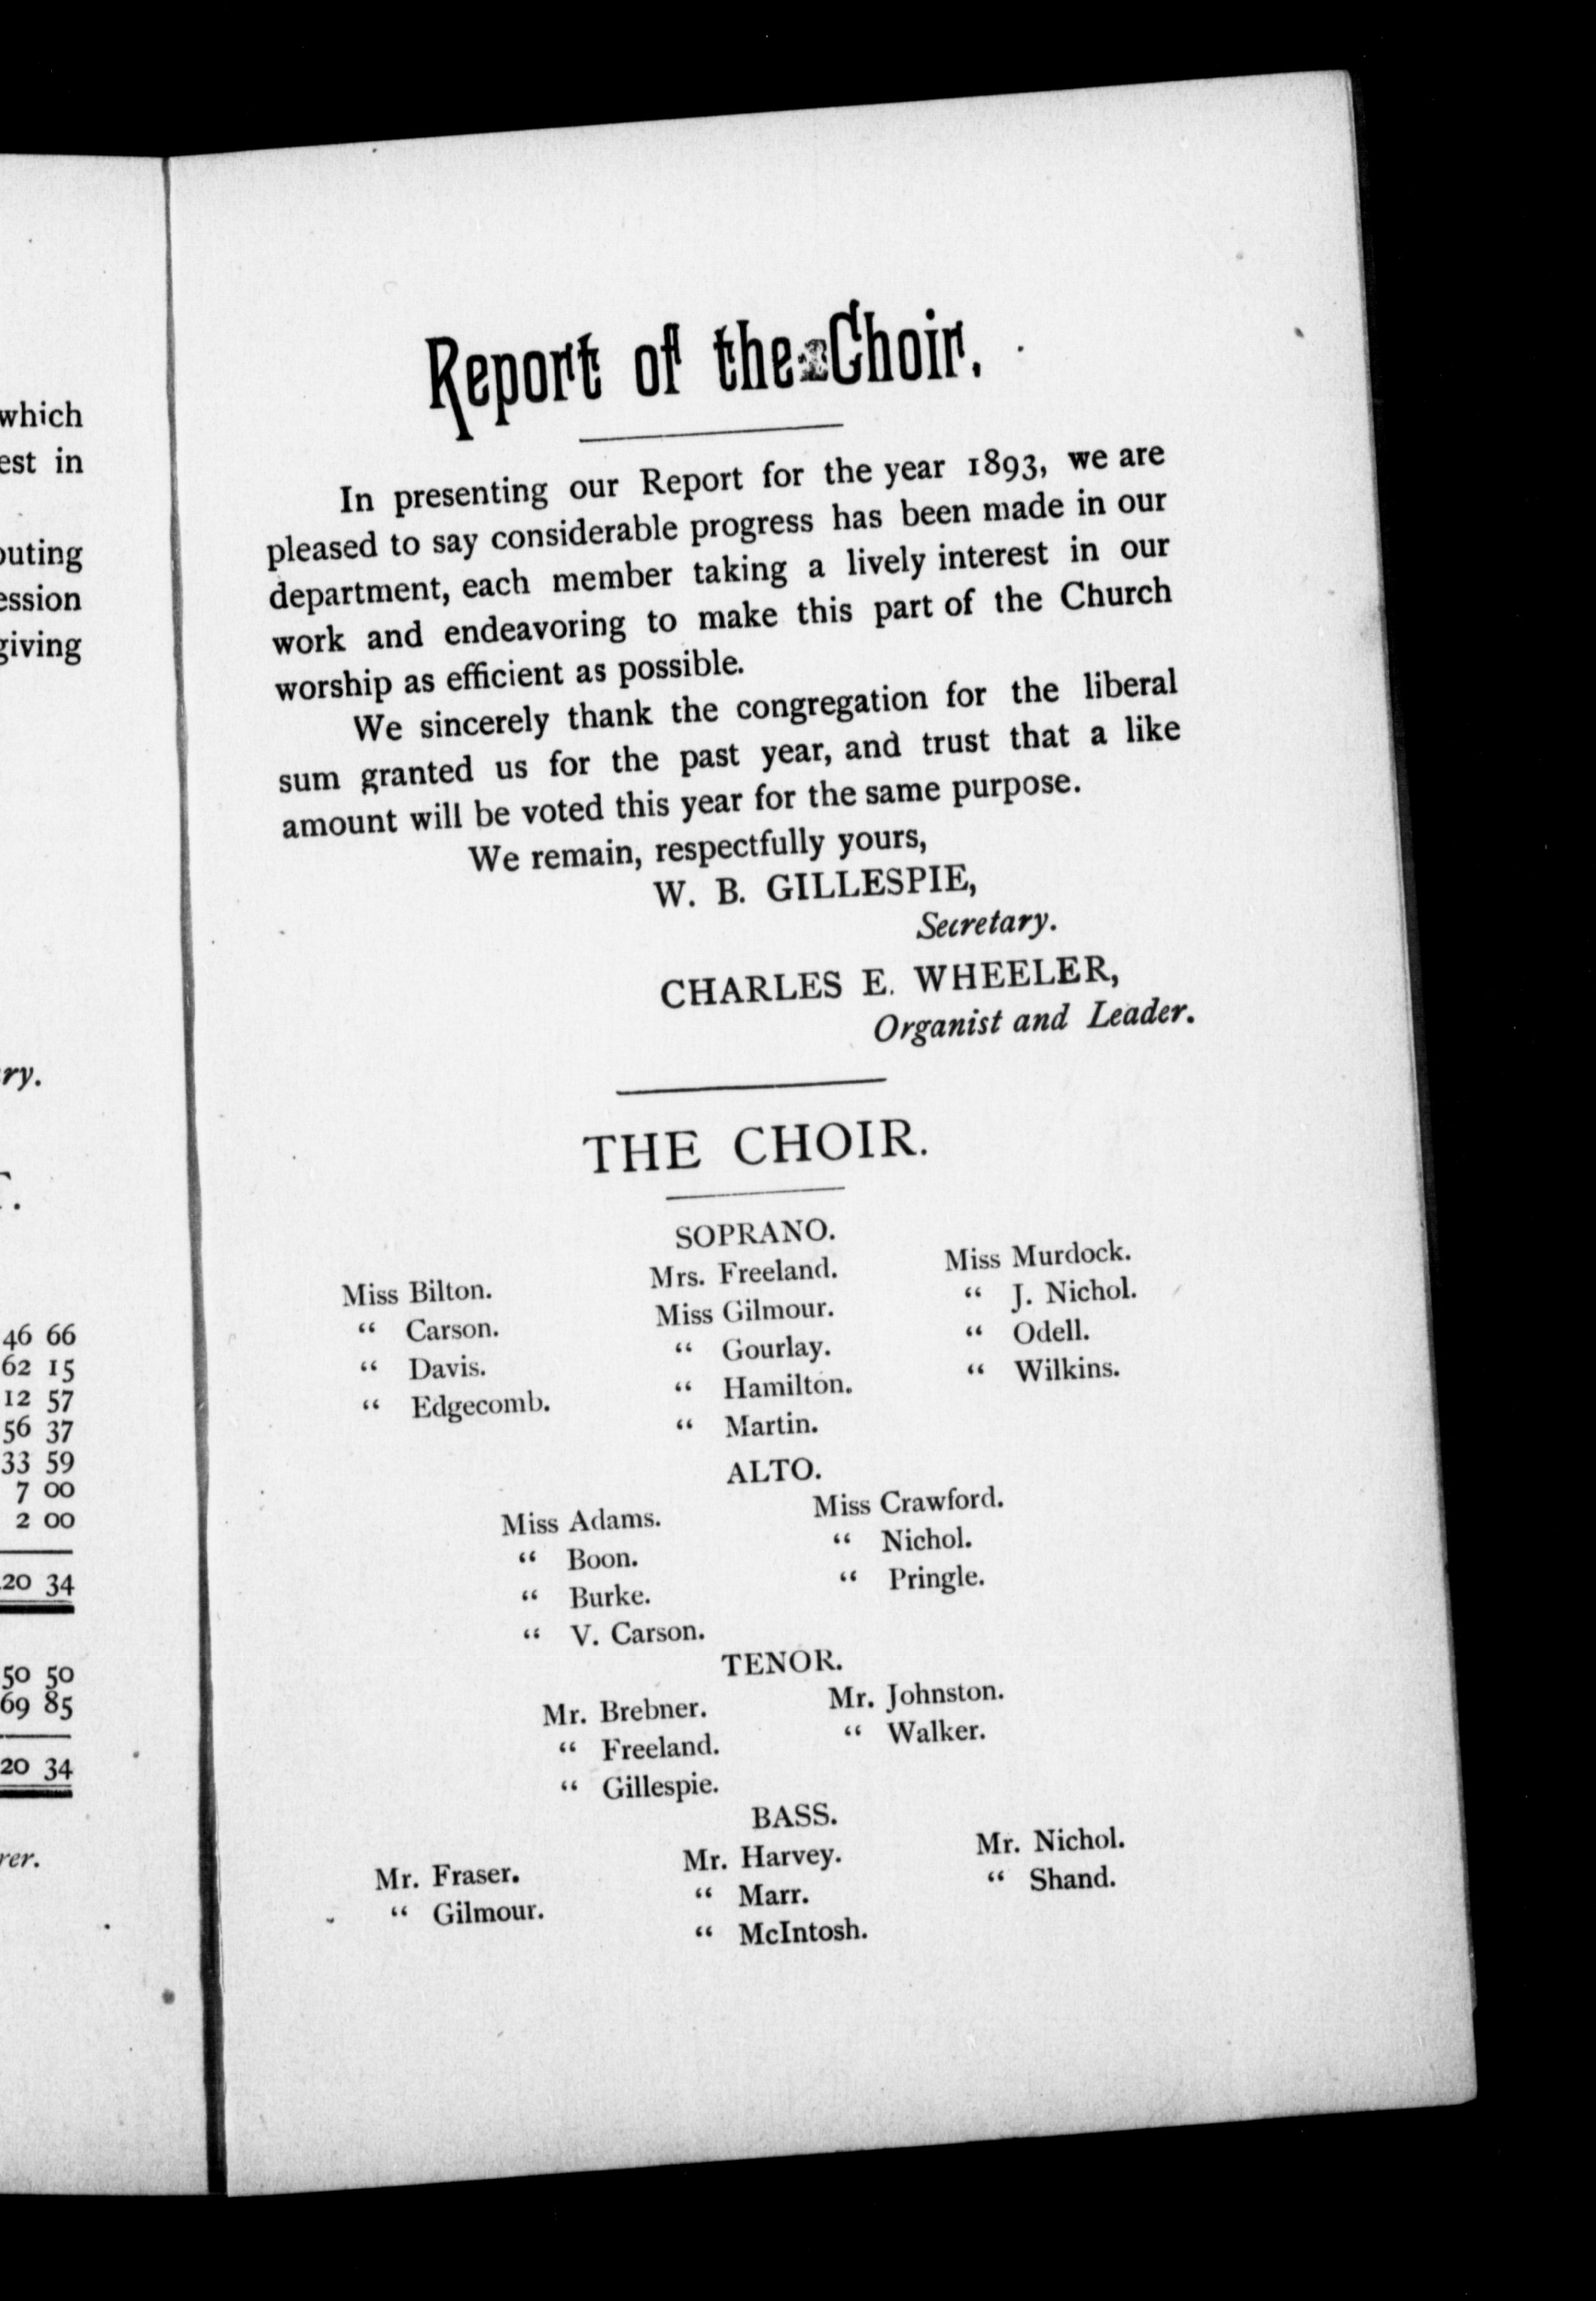 which
est in
outing
ession
giving
ry.
T.
46 66
62 15
12 57
56 37
33 59
7 00
2 00
20 34
50 50
69 85
20 34
rer.
Report of the Choir.
In presenting our Report for the year 1893, we are
pleased to say considerable progress has been made in our
department, each member taking a lively interest in our
work and endeavoring to make this part of the Church
worship as efficient as possible.
We sincerely thank the congregation for the liberal
sum granted us for the past year, and trust that a like
amount will be voted this year for the same purpose.
We remain, respectfully yours,
W. B. GILLESPIE,
Secretary.
CHARLES E. WHEELER,
Organist and Leader.
THE CHOIR.
SOPRANO.
Miss Bilton. Mrs. Freeland. Miss Murdock.
“ Carson. Miss Gilmour. “ J. Nichol.
“ Davis. “ Gourlay. “ Odell.
“ Edgecomb. “ Hamilton. “ Wilkins.
“ Martin.
ALTO.
Miss Adams. Miss Crawford.
“ Boon. “ Nichol.
“ Burke. “ Pringle.
“ V. Carson.
TENOR.
Mr. Brebner. Mr. Johnston.
“ Freeland. “ Walker.
“ Gillespie.
BASS.
Mr. Fraser. Mr. Harvey. Mr. Nichol.
“ Gilmour. “ Marr. “ Shand.
“ McIntosh.